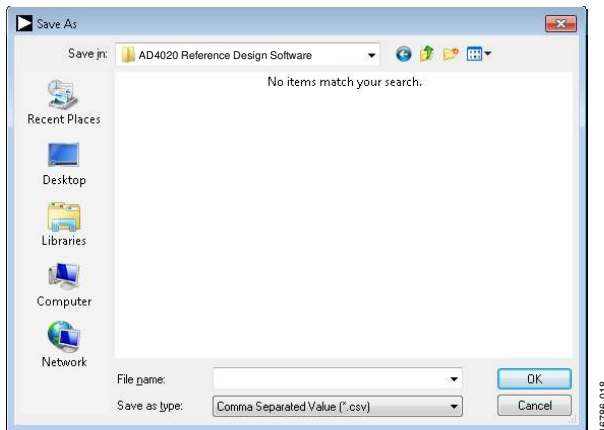 Save As
Save in:
AD4020 Reference Design Software
No items match your search.
Recent Places
Desktop
Libraries
Computer
Network
File name:
OK
Save as type:
Comma Separated Value (*.csv)
Cancel